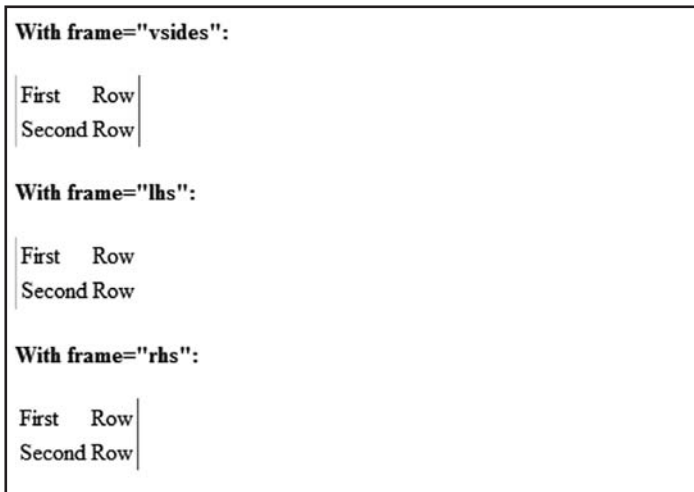 With frame="vsides":
First Row
Second Row
With frame="lhs":
First Row
Second Row
With frame="rhs":
First Row
Second Row